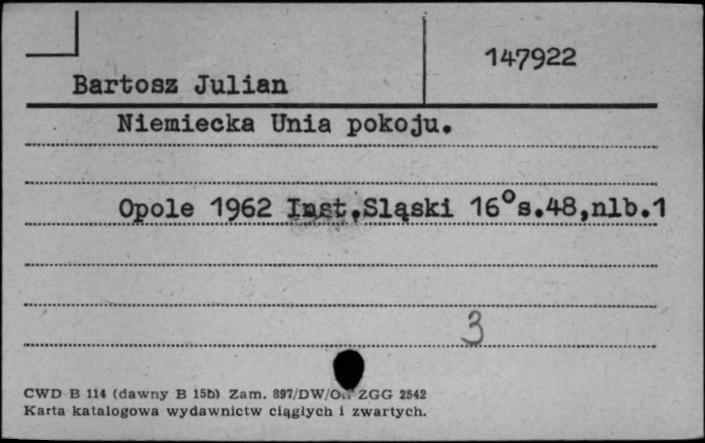 147922
Bartosz Julian
Niemiecka Unia pokoju.
Opole 1962 Inst.Sląski 16°s.48,nlb.1
3
CWD B 114 (dawny B 15b) Zam. 897/DW/ ZGG 2542
Karta katalogowa wydawnictw ciągłych i zwartych.